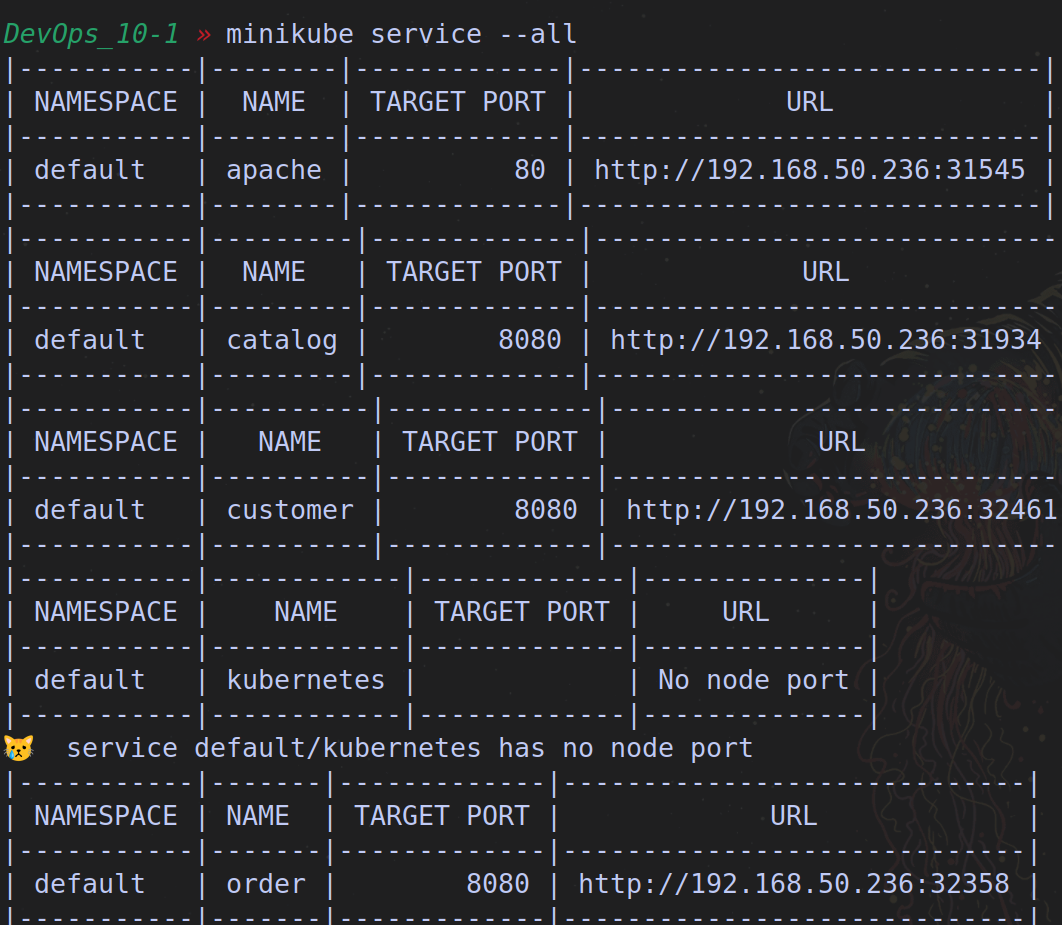 DevOps_10-1 » minikube service --all
|-----------|--------|-------------|-----------------------------|
| NAMESPACE |  NAME  | TARGET PORT |             URL             |
|-----------|--------|-------------|-----------------------------|
| default   | apache |          80 | http://192.168.50.236:31545 |
|-----------|--------|-------------|-----------------------------|
|-----------|---------|-------------|-----------------------------
| NAMESPACE |  NAME   | TARGET PORT |             URL
|-----------|---------|-------------|-----------------------------
| default   | catalog |        8080 | http://192.168.50.236:31934
|-----------|---------|-------------|-----------------------------
|-----------|----------|-------------|----------------------------
| NAMESPACE |   NAME   | TARGET PORT |             URL
|-----------|----------|-------------|----------------------------
| default   | customer |        8080 | http://192.168.50.236:32461
|-----------|----------|-------------|----------------------------
|-----------|------------|-------------|--------------|
| NAMESPACE |    NAME    | TARGET PORT |     URL      |
|-----------|------------|-------------|--------------|
| default   | kubernetes |             | No node port |
|-----------|------------|-------------|--------------|
😿  service default/kubernetes has no node port
|-----------|-------|-------------|-----------------------------|
| NAMESPACE | NAME  | TARGET PORT |             URL             |
|-----------|-------|-------------|-----------------------------|
| default   | order |        8080 | http://192.168.50.236:32358 |
|-----------|-------|-------------|-----------------------------|